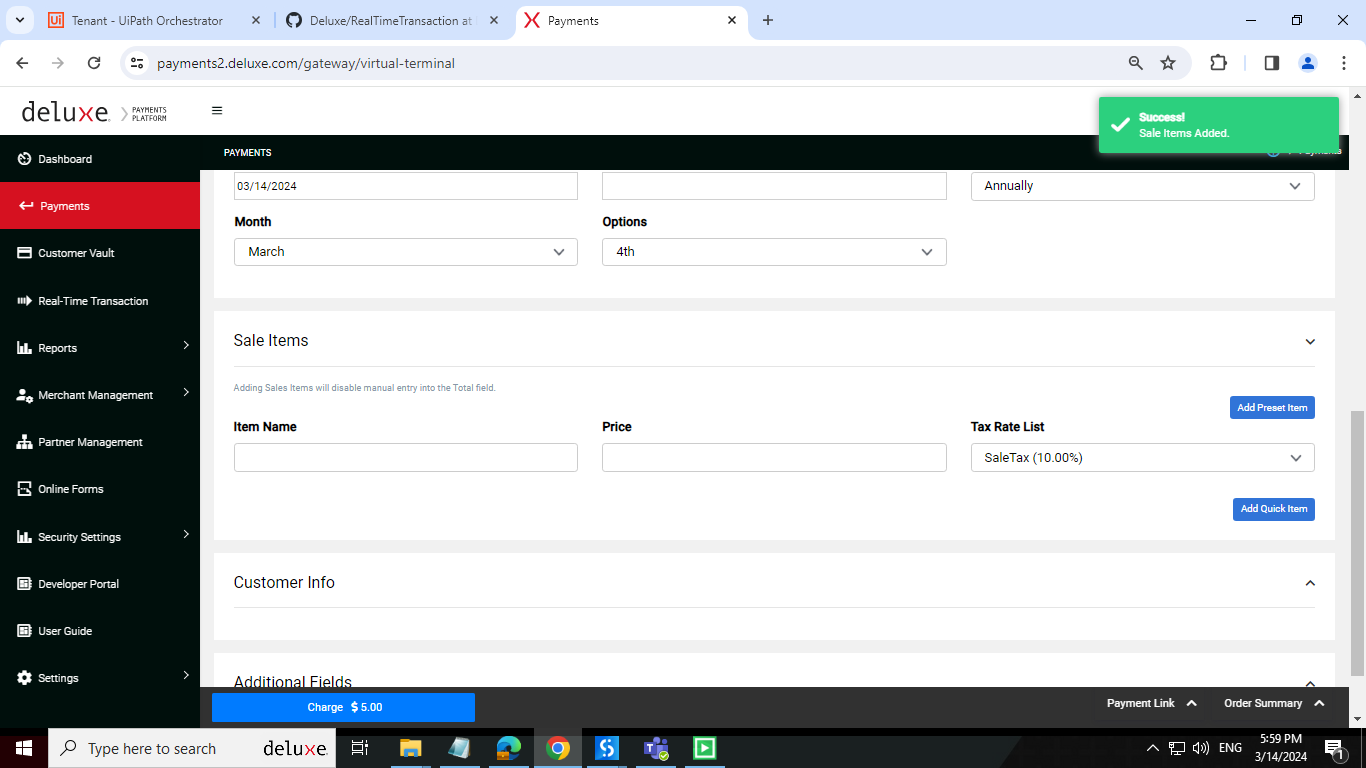 Tenant - UiPath Orchestrator
Deluxe/RealTimeTransaction at
Payments
payments2.deluxe.com/gateway/virtual-terminal
deluxe. PAYMENTS PLATFORM
Success!
Sale Items Added.
PAYMENTS
Dashboard
Payments
Customer Vault
Real-Time Transaction
Reports
Merchant Management
Partner Management
Online Forms
Security Settings
Developer Portal
User Guide
Settings
03/14/2024
Annually
Month
Options
March
4th
Sale Items
Adding Sales Items will disable manual entry into the Total field.
Add Preset Item
Item Name
Price
Tax Rate List
SaleTax (10.00%)
Add Quick Item
Customer Info
Additional Fields
Charge $ 5.00
Payment Link
Order Summary
Type here to search
deluxe.
ENG
5:59 PM
3/14/2024
1